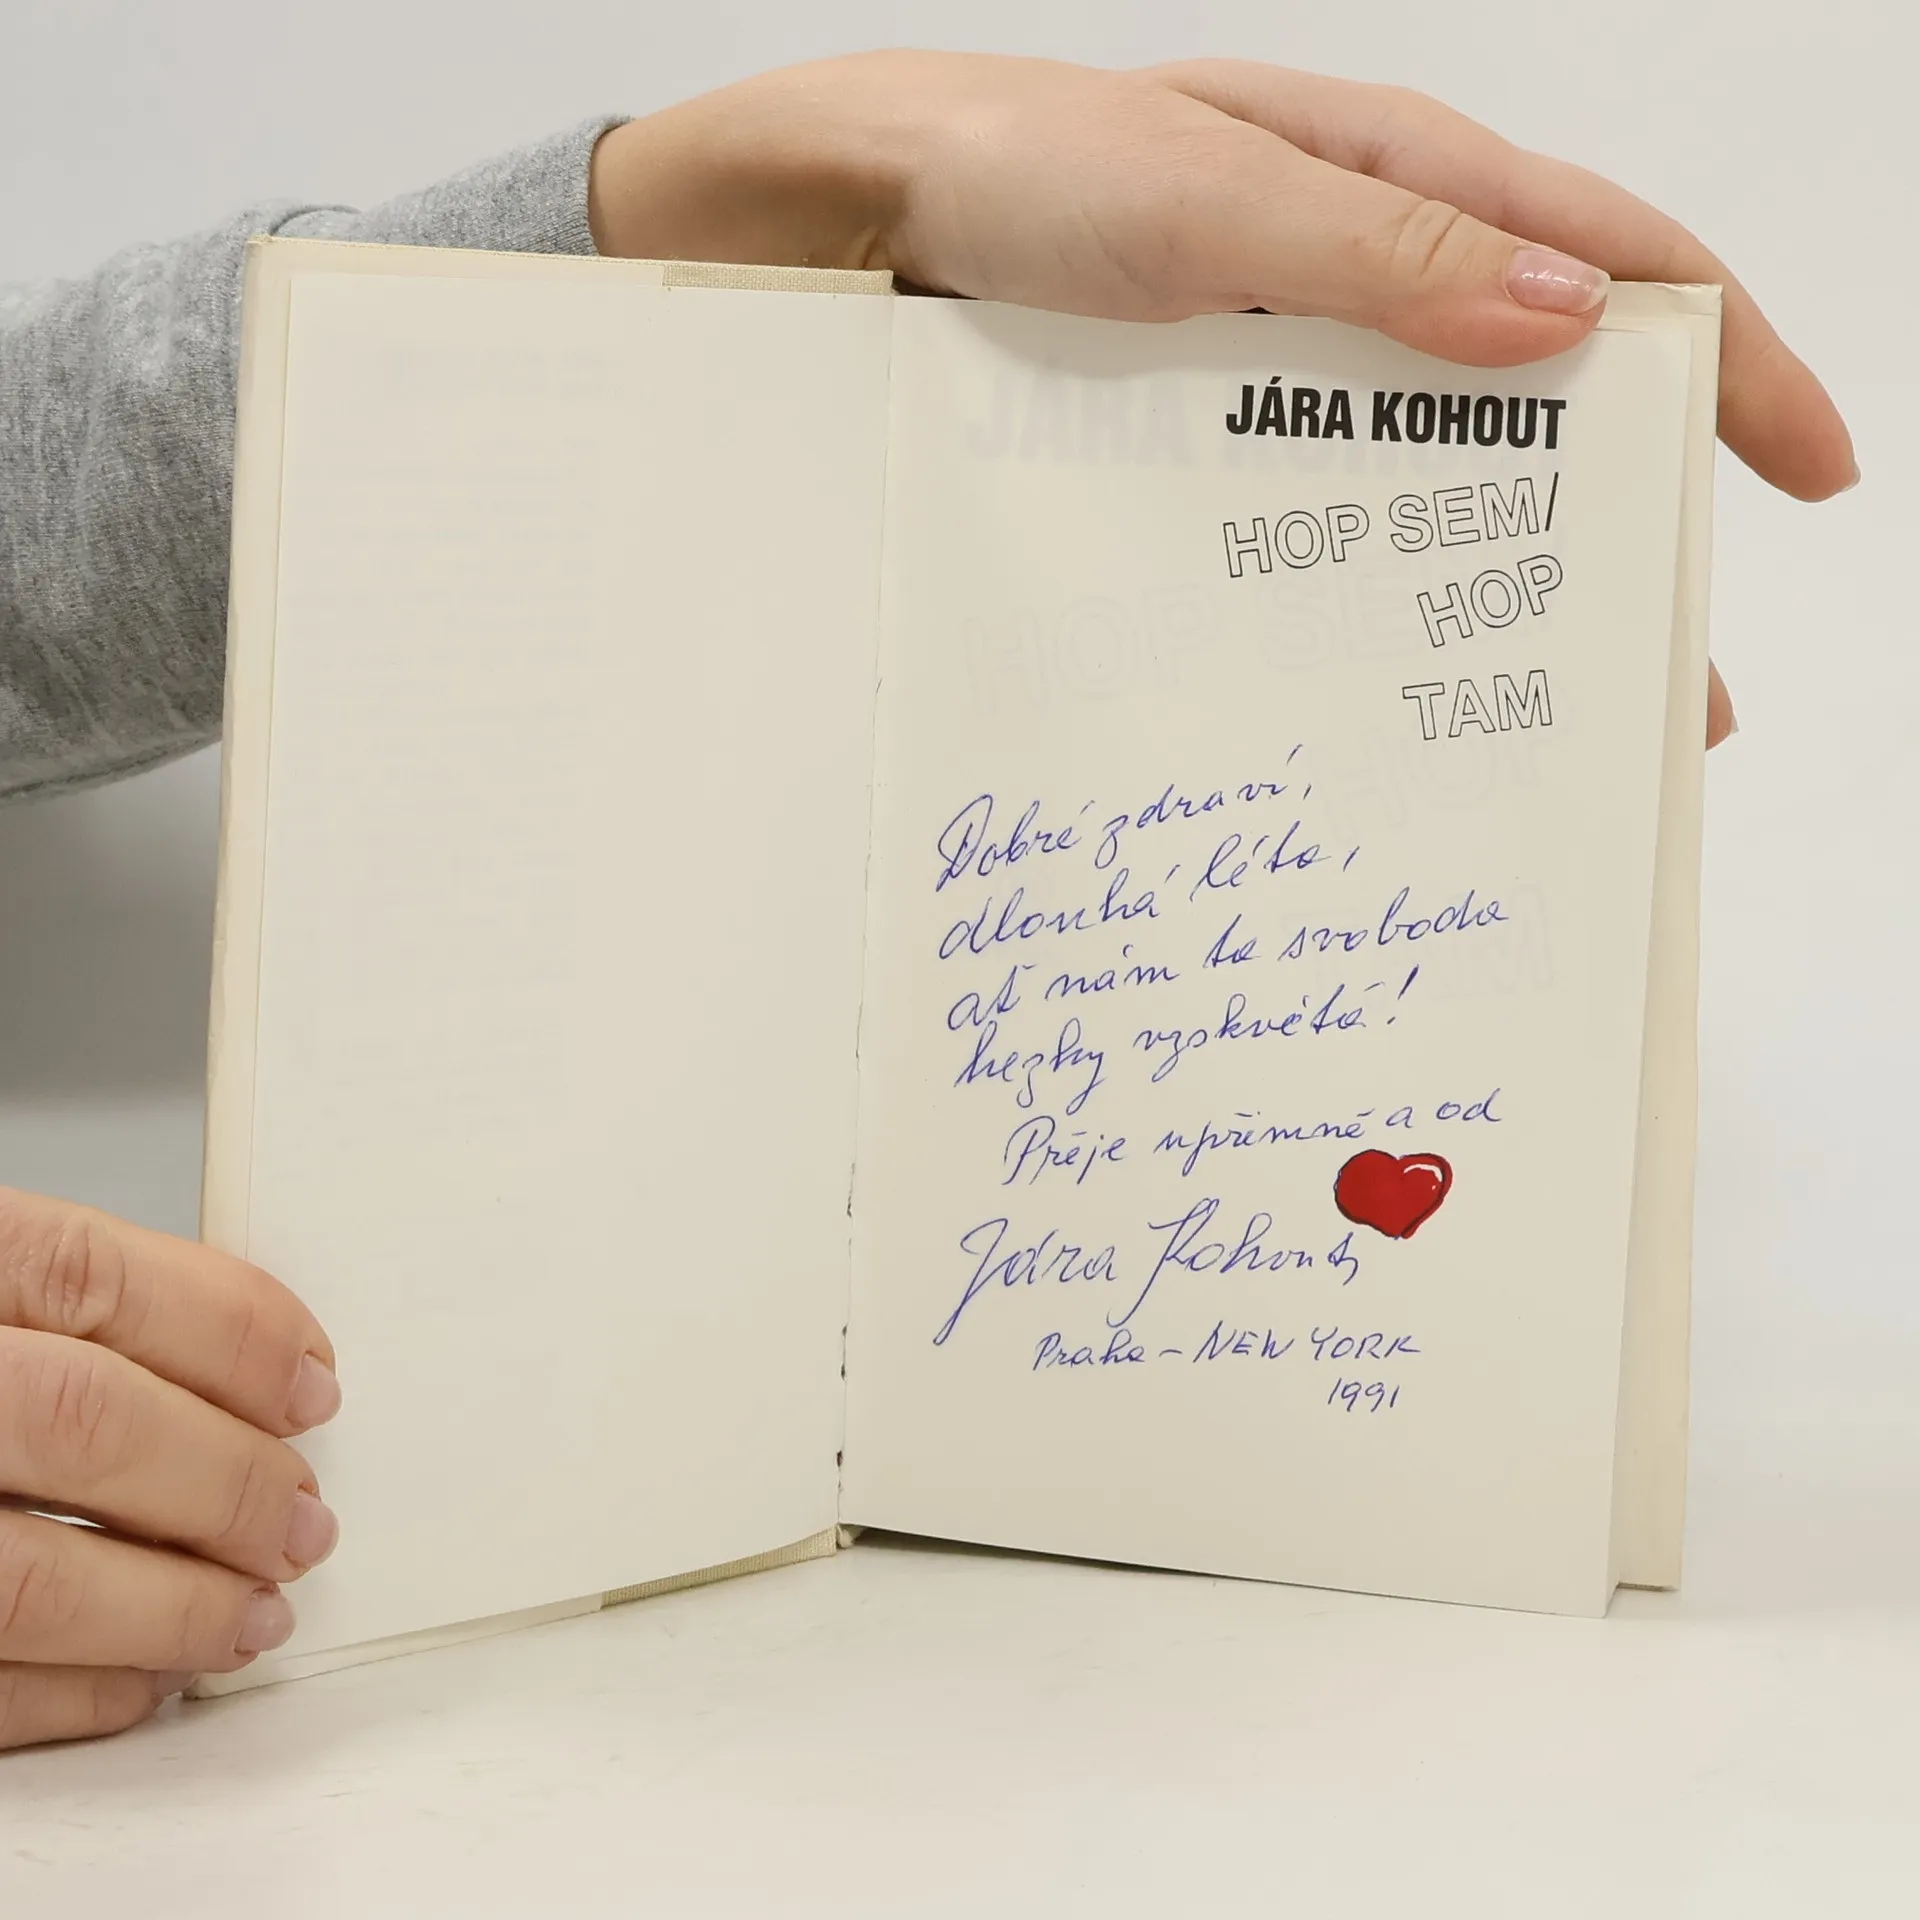 JÁRA KOHOUT
HOP SEM/
HOP
TAM
Dobré zdraví,
dlouhá léta,
ať nám ta svoboda
hezky vzskvétá!
Přeje upřímně a od
Jára Kohout
Praha - NEW YORK
1991